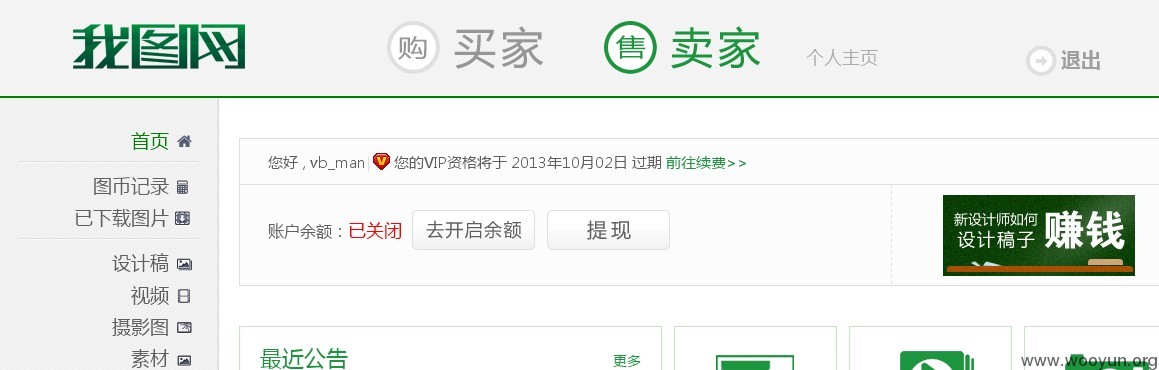 我图网 购 买家 售 卖家 个人主页 退出
首页
图币记录
已下载图片
设计稿
视频
摄影图
素材
您好 , vb_man 您的VIP资格将于 2013年10月02日 过期 前往续费>>
账户余额：已关闭 去开启余额 提现
新设计师如何
设计稿子 赚钱
最近公告 更多
www.wooyun.org